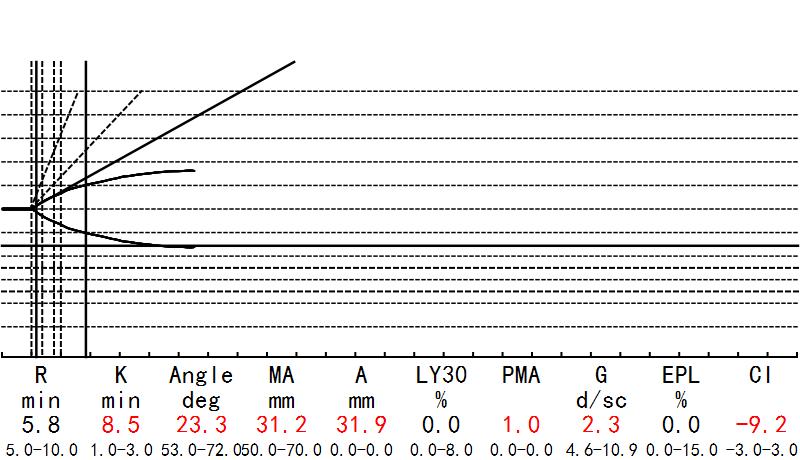 R K Angle MA A LY30 PMA G EPL CI
min min deg mm mm % d/sc %
5.8 8.5 23.3 31.2 31.9 0.0 1.0 2.3 0.0 -9.2
5.0-10.0 1.0-3.0 53.0-72.0 50.0-70.0 0.0-0.0 0.0-8.0 0.0-0.0 4.6-10.9 0.0-15.0 -3.0-3.0